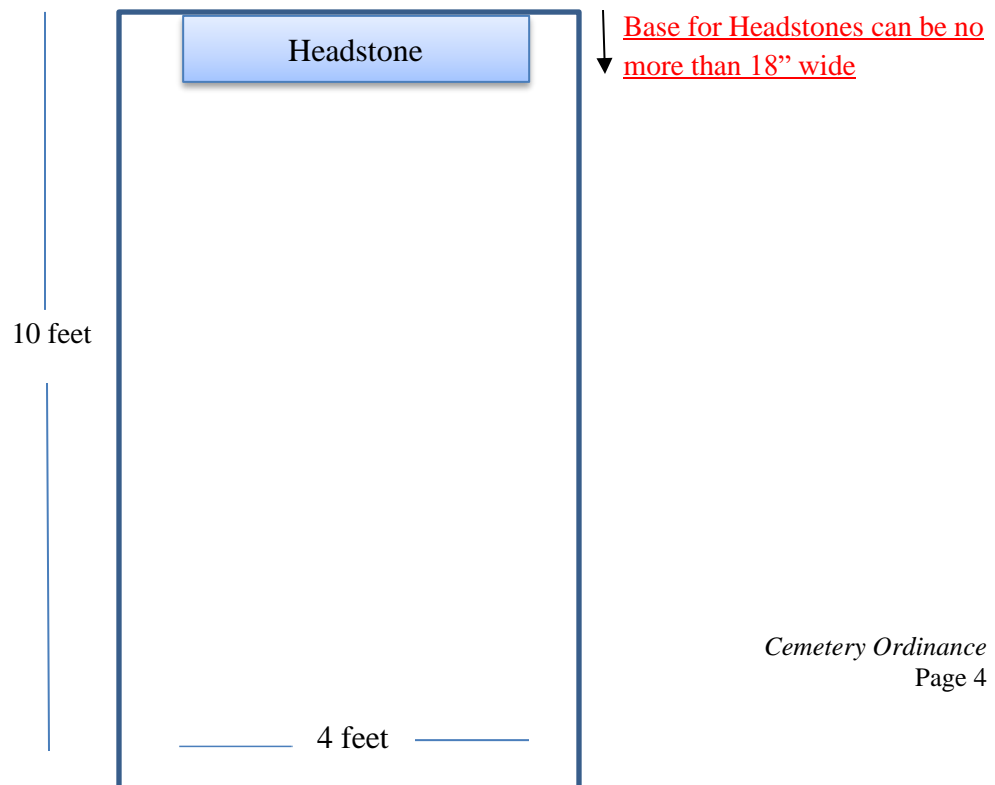 Headstone
Base for Headstones can be no
more than 18” wide
10 feet
Cemetery Ordinance
Page 4
4 feet